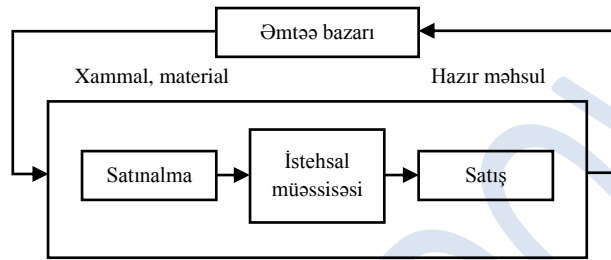 Əmtəə bazarı
Xammal, material
Hazır məhsul
Satınalma
İstehsal
müəssisəsi
Satış